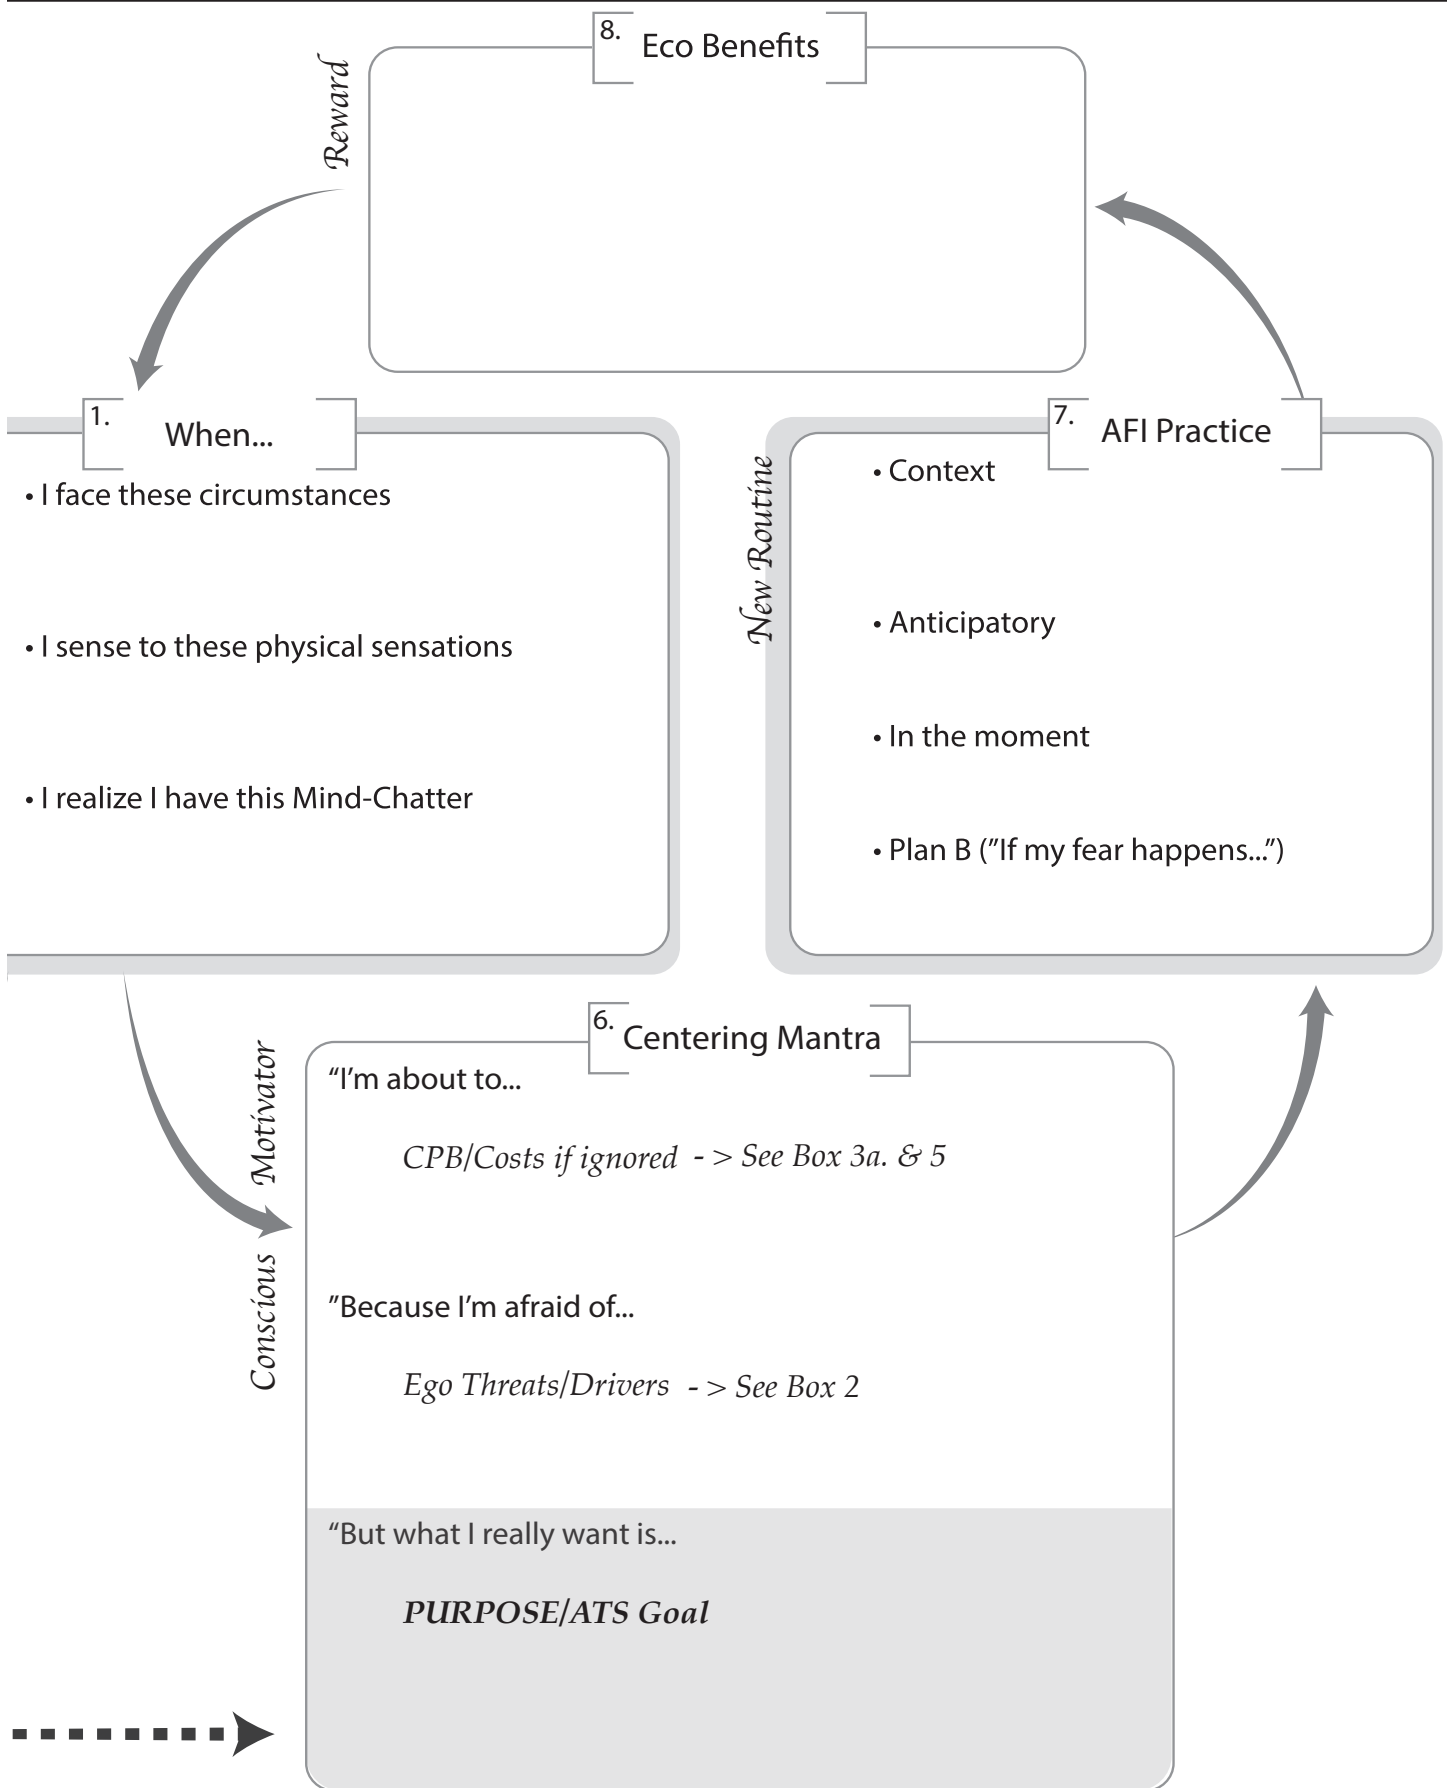 8. Eco Benefits
Reward
1. When...
• I face these circumstances
• I sense to these physical sensations
• I realize I have this Mind-Chatter
7. AFI Practice
New Routine
• Context
• Anticipatory
• In the moment
• Plan B ("If my fear happens...")
6. Centering Mantra
Conscious Motivator
“I'm about to...
CPB/Costs if ignored - > See Box 3a. & 5
”Because I'm afraid of...
Ego Threats/Drivers - > See Box 2
“But what I really want is...
PURPOSE/ATS Goal